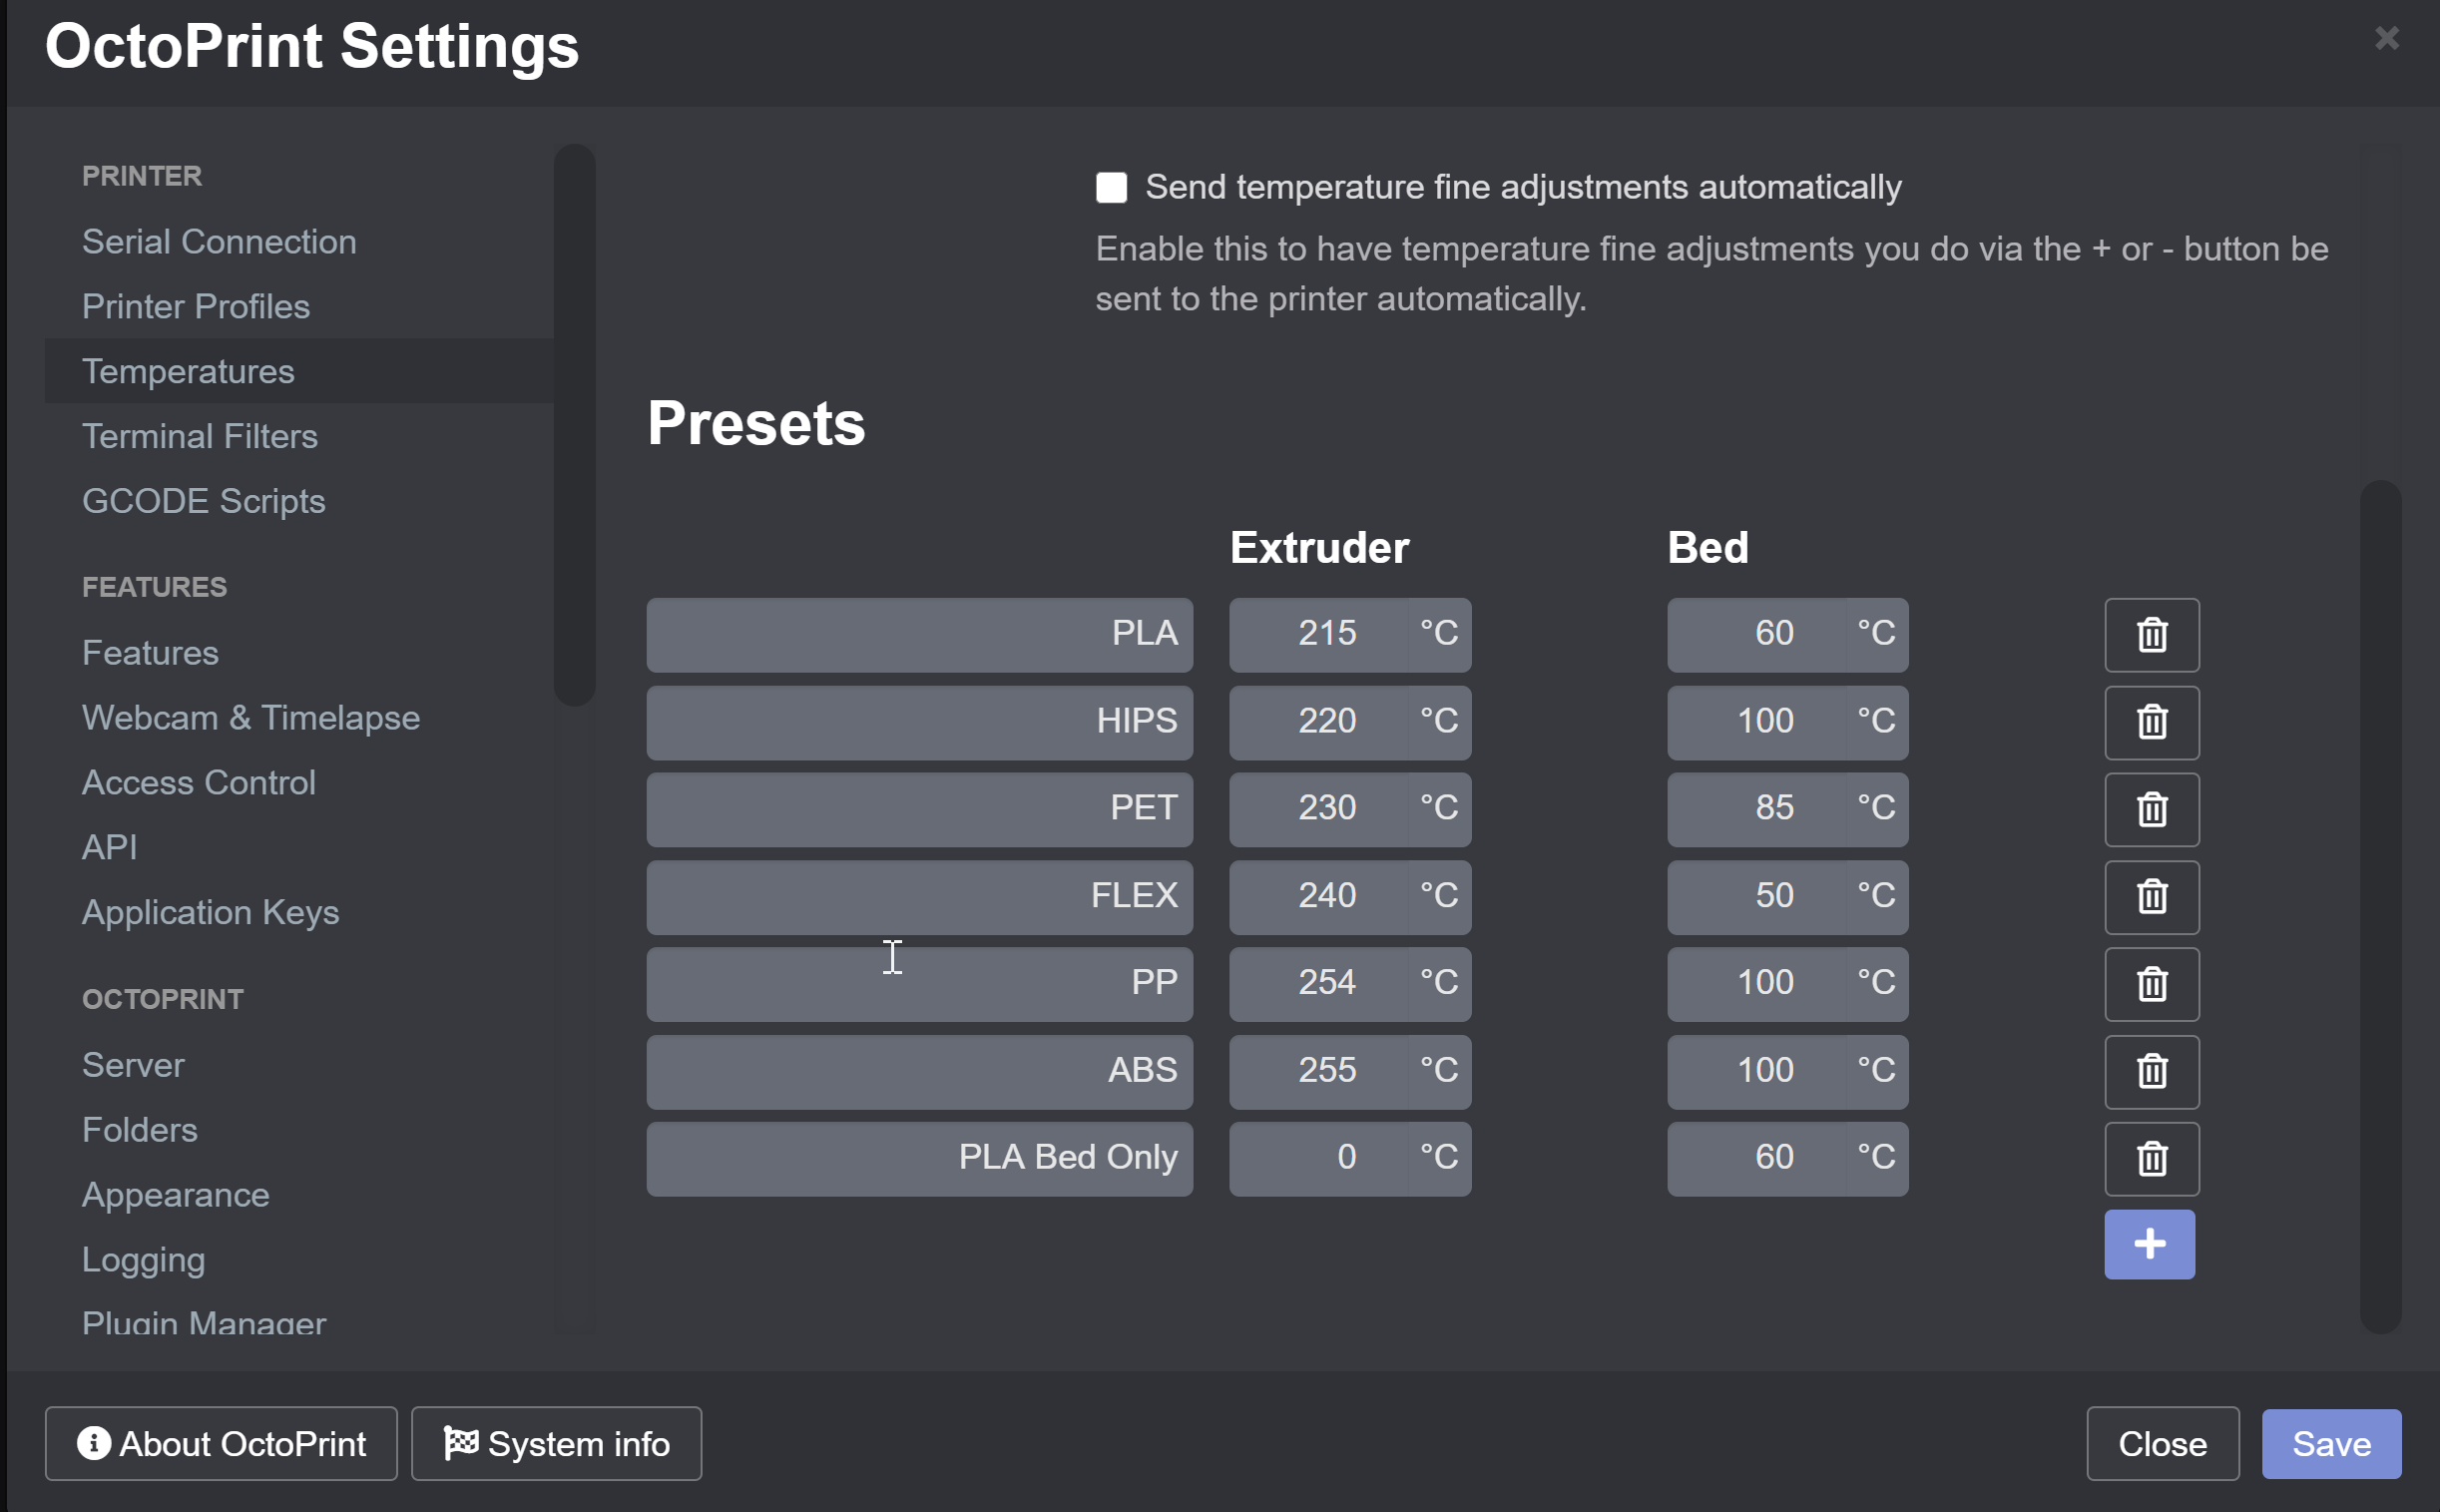 OctoPrint Settings
PRINTER
Serial Connection
Printer Profiles
Temperatures
Terminal Filters
GCODE Scripts
FEATURES
Features
Webcam & Timelapse
Access Control
API
Application Keys
OCTOPRINT
Server
Folders
Appearance
Logging
Plugin Manager
Send temperature fine adjustments automatically
Enable this to have temperature fine adjustments you do via the + or - button be
sent to the printer automatically.
Presets
Extruder Bed
PLA 215 °C 60 °C
HIPS 220 °C 100 °C
PET 230 °C 85 °C
FLEX 240 °C 50 °C
PP 254 °C 100 °C
ABS 255 °C 100 °C
PLA Bed Only 0 °C 60 °C
About OctoPrint System info Close Save